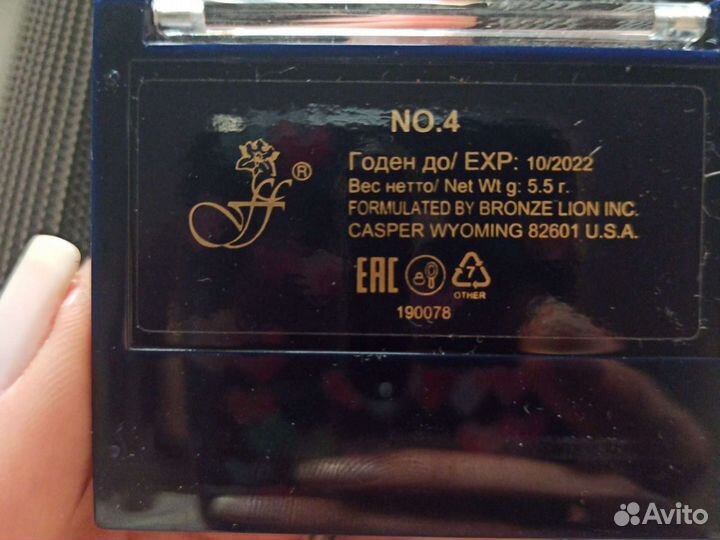 NO.4
Годен до/ EXP: 10/2022
Вес нетто/ Net Wt g: 5.5 г.
FORMULATED BY BRONZE LION INC.
CASPER WYOMING 82601 U.S.A.
ff ®
EAC 7
OTHER
190078
Avito